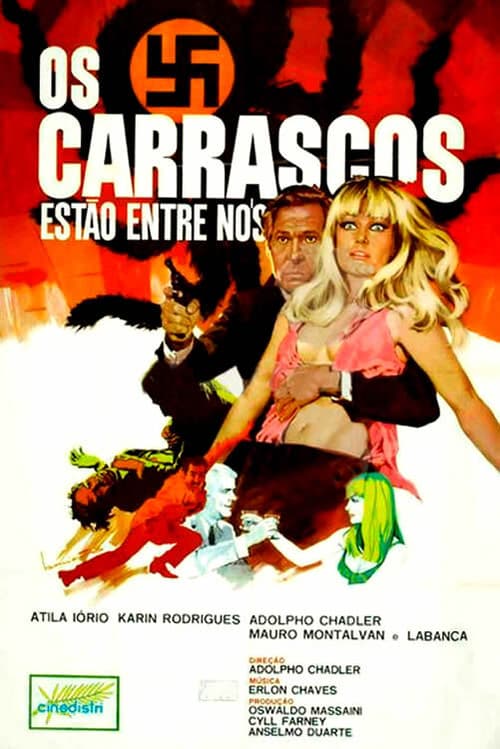 OS
CARRASCOS
ESTÃO ENTRE NÓS
ATILA IÓRIO KARIN RODRIGUES ADOLPHO CHADLER
MAURO MONTALVAN e LABANCA
DIREÇÃO
ADOLPHO CHADLER
MÚSICA
ERLON CHAVES
PRODUÇÃO
OSWALDO MASSAINI
CYLL FARNEY
ANSELMO DUARTE
cinedistri